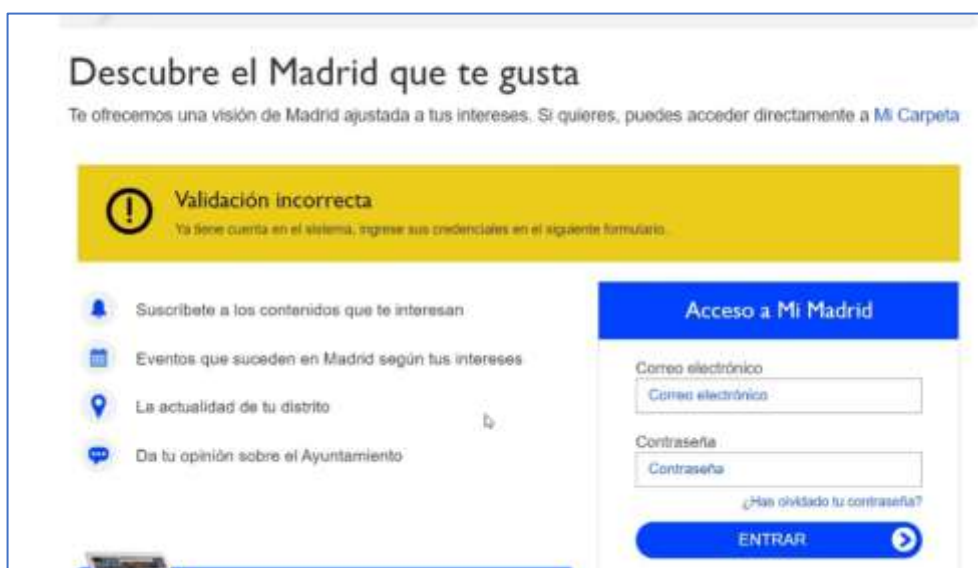 Descubre el Madrid que te gusta
Te ofrecemos una visión de Madrid ajustada a tus intereses. Si quieres, puedes acceder directamente a Mi Carpeta
Validación incorrecta
Ya tiene cuenta en el sistema, ingrese sus credenciales en el siguiente formulario.
Suscríbete a los contenidos que te interesan
Eventos que suceden en Madrid según tus intereses
La actualidad de tu distrito
Da tu opinión sobre el Ayuntamiento
Acceso a Mi Madrid
Correo electrónico
Correo electrónico
Contraseña
Contraseña
¿Has olvidado tu contraseña?
ENTRAR